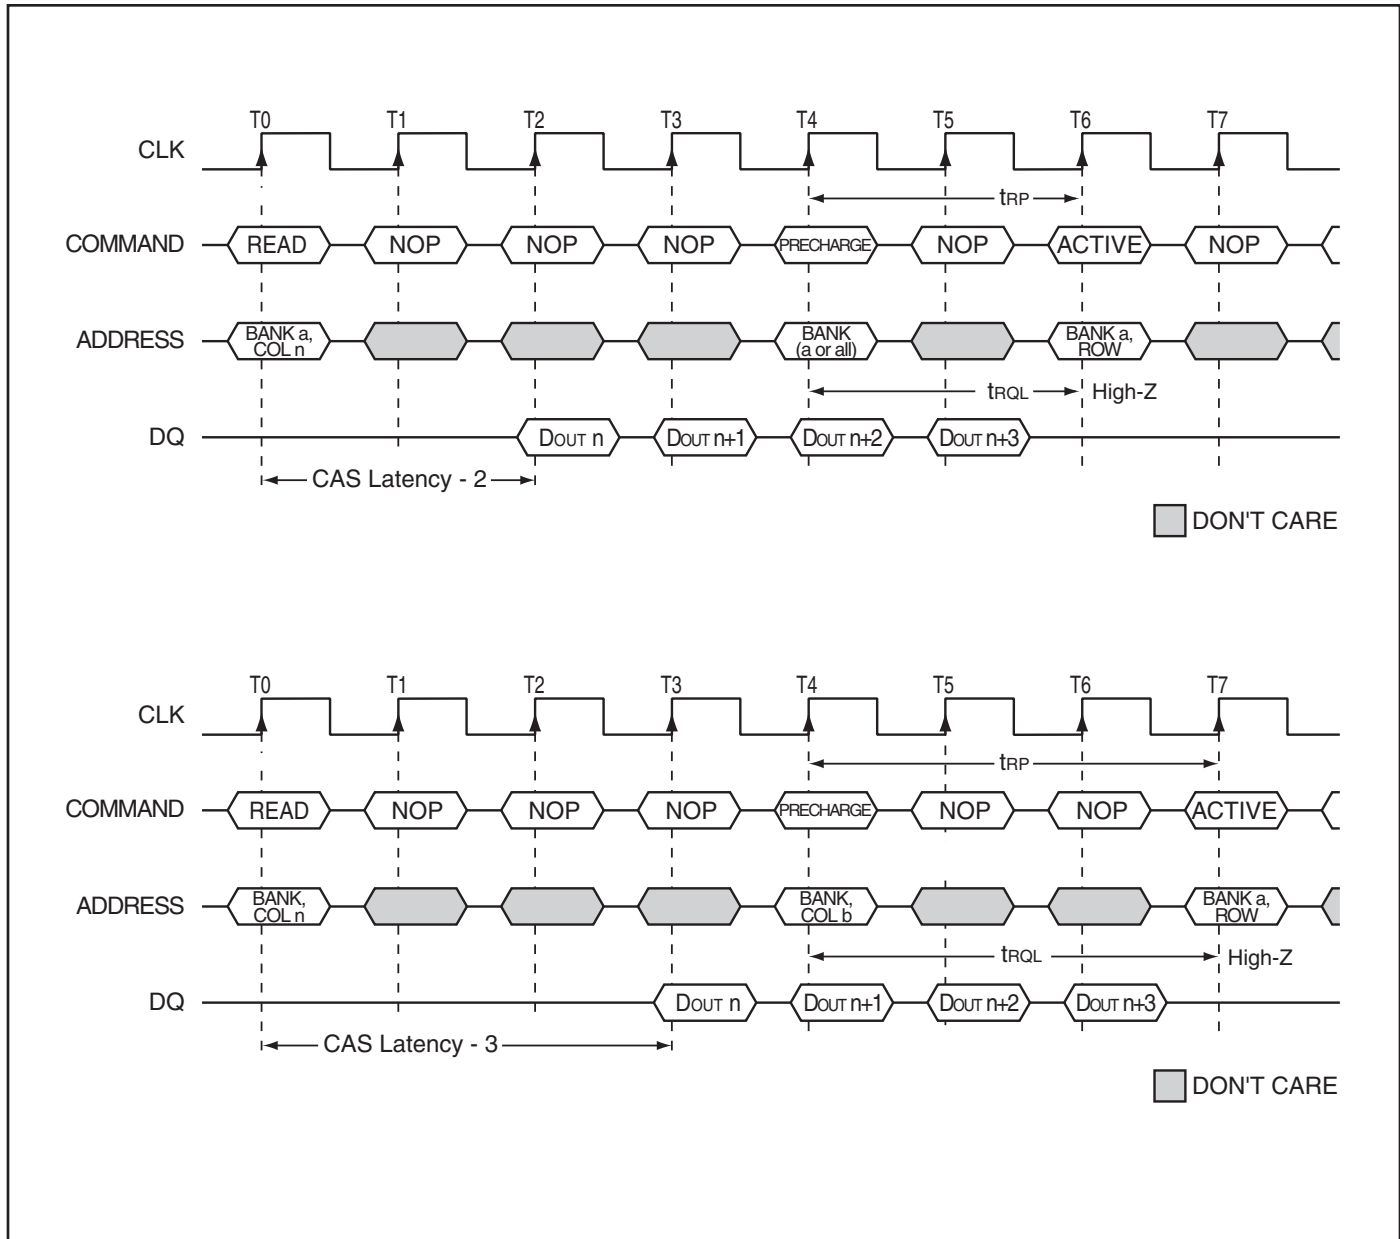 T0 T1 T2 T3 T4 T5 T6 T7
CLK
tRP
COMMAND READ NOP NOP NOP PRECHARGE NOP ACTIVE NOP
ADDRESS BANK a, COL n BANK (a or all) BANK a, ROW
tRQL High-Z
DQ DOUT n DOUT n+1 DOUT n+2 DOUT n+3
CAS Latency - 2
DON'T CARE
T0 T1 T2 T3 T4 T5 T6 T7
CLK
tRP
COMMAND READ NOP NOP NOP PRECHARGE NOP NOP ACTIVE
ADDRESS BANK, COL n BANK, COL b BANK a, ROW
tRQL High-Z
DQ DOUT n DOUT n+1 DOUT n+2 DOUT n+3
CAS Latency - 3
DON'T CARE